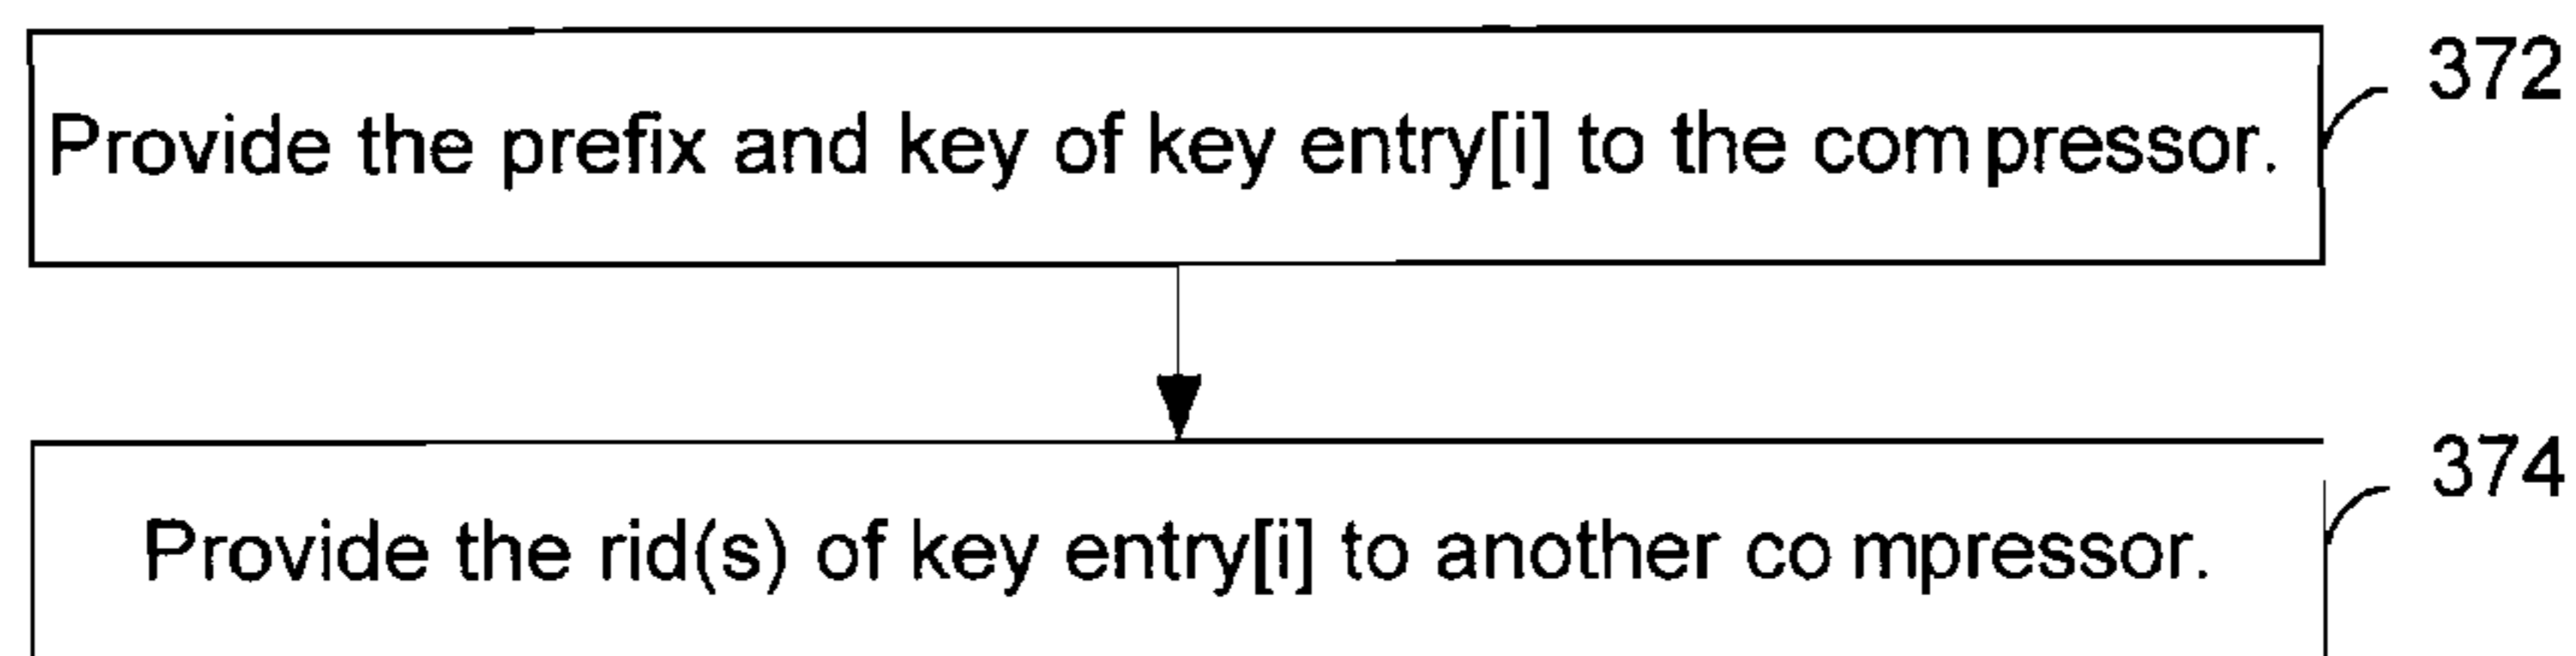 372
Provide the prefix and key of key entry[i] to the compressor.
374
Provide the rid(s) of key entry[i] to another compressor.